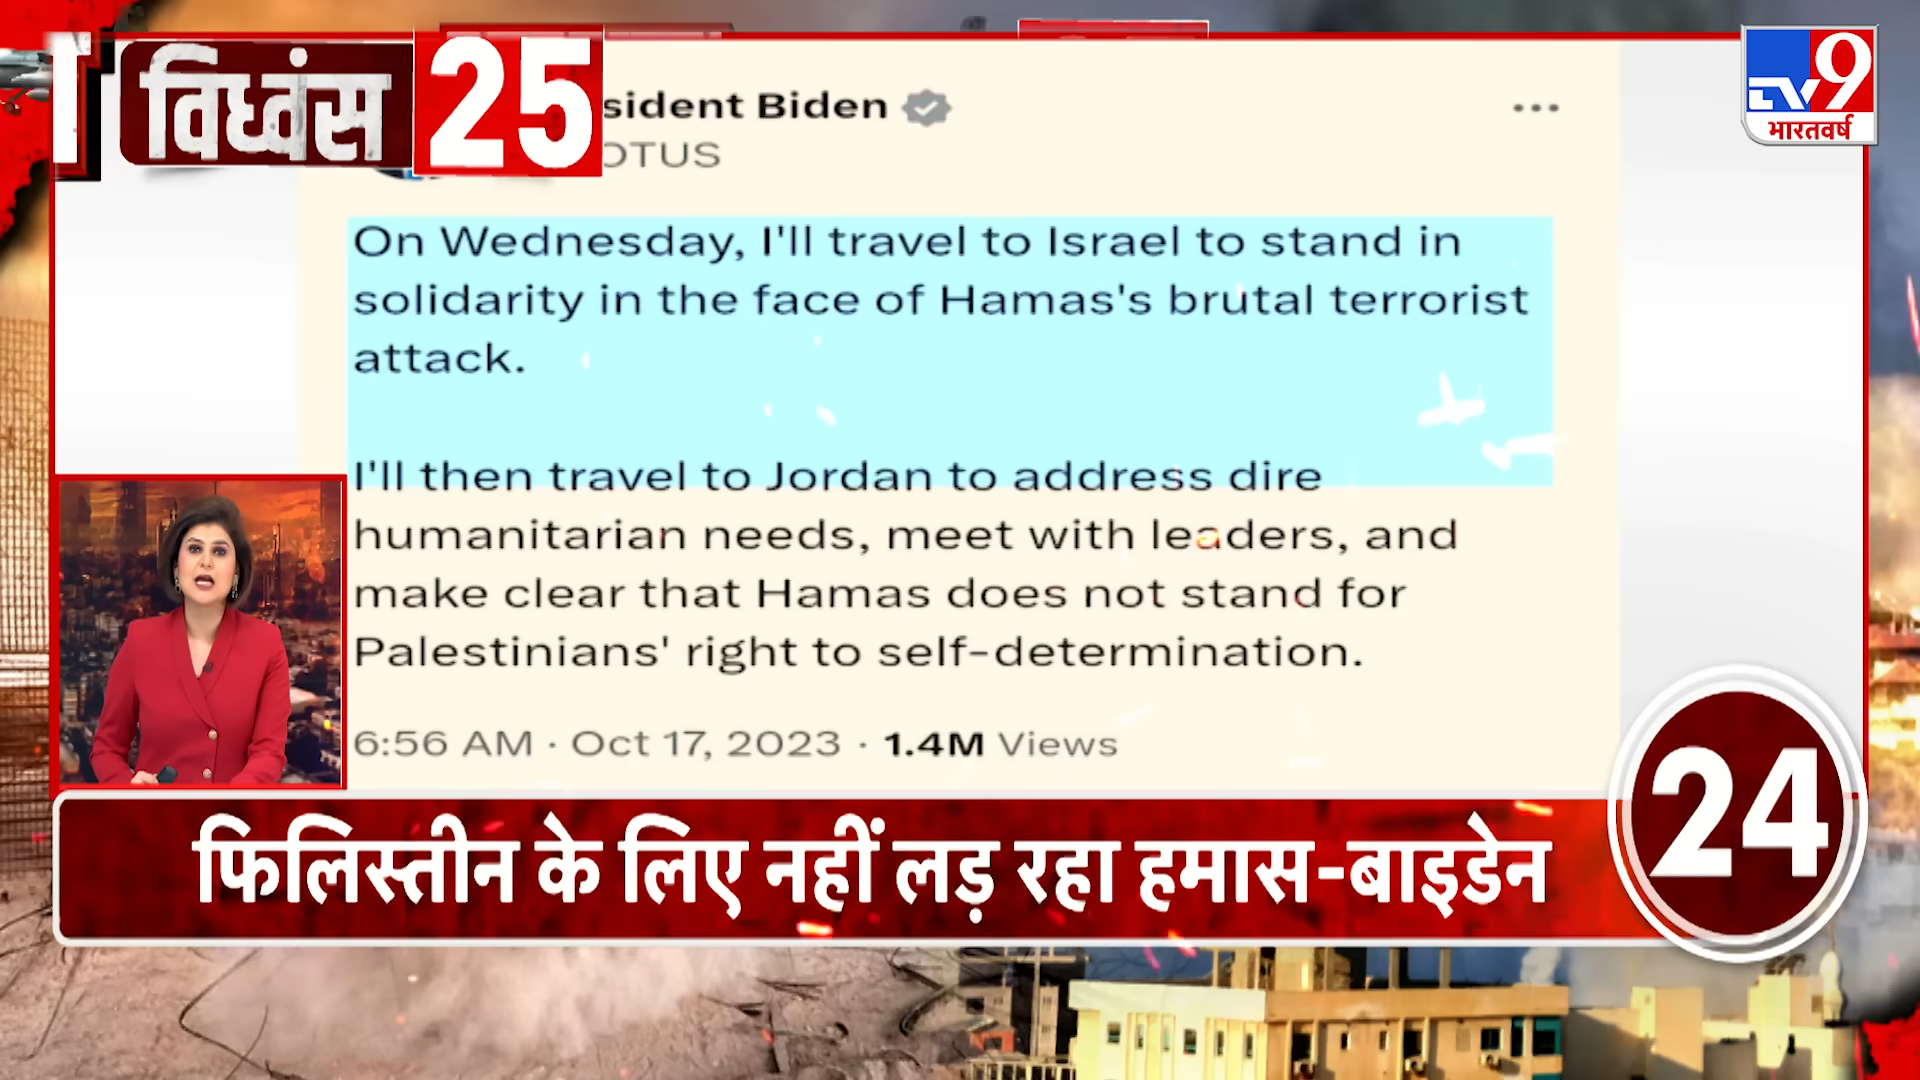 विध्वंस 25
TV9
भारतवर्ष
sident Biden
OTUS
On Wednesday, I'll travel to Israel to stand in
solidarity in the face of Hamas's brutal terrorist
attack.
I'll then travel to Jordan to address dire
humanitarian needs, meet with leaders, and
make clear that Hamas does not stand for
Palestinians' right to self-determination.
6:56 AM · Oct 17, 2023 · 1.4M Views
फिलिस्तीन के लिए नहीं लड़ रहा हमास-बाइडेन
24